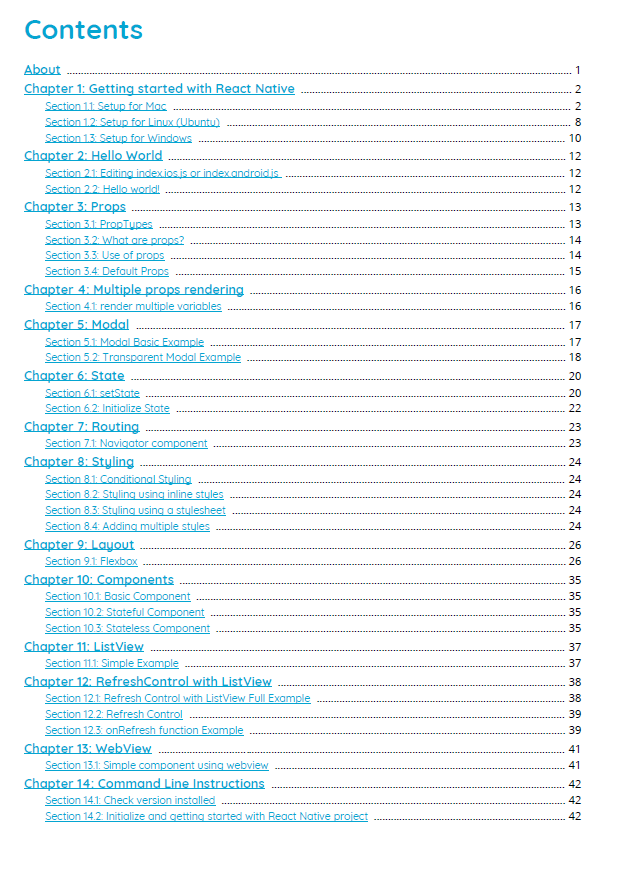 Contents
About 1
Chapter 1: Getting started with React Native 2
Section 1.1: Setup for Mac 2
Section 1.2: Setup for Linux (Ubuntu) 8
Section 1.3: Setup for Windows 10
Chapter 2: Hello World 12
Section 2.1: Editing index.ios.js or index.android.js 12
Section 2.2: Hello world! 12
Chapter 3: Props 13
Section 3.1: PropTypes 13
Section 3.2: What are props? 14
Section 3.3: Use of props 14
Section 3.4: Default Props 15
Chapter 4: Multiple props rendering 16
Section 4.1: render multiple variables 16
Chapter 5: Modal 17
Section 5.1: Modal Basic Example 17
Section 5.2: Transparent Modal Example 18
Chapter 6: State 20
Section 6.1: setState 20
Section 6.2: Initialize State 22
Chapter 7: Routing 23
Section 7.1: Navigator component 23
Chapter 8: Styling 24
Section 8.1: Conditional Styling 24
Section 8.2: Styling using inline styles 24
Section 8.3: Styling using a stylesheet 24
Section 8.4: Adding multiple styles 24
Chapter 9: Layout 26
Section 9.1: Flexbox 26
Chapter 10: Components 35
Section 10.1: Basic Component 35
Section 10.2: Stateful Component 35
Section 10.3: Stateless Component 35
Chapter 11: ListView 37
Section 11.1: Simple Example 37
Chapter 12: RefreshControl with ListView 38
Section 12.1: Refresh Control with ListView Full Example 38
Section 12.2: Refresh Control 39
Section 12.3: onRefresh function Example 39
Chapter 13: WebView 41
Section 13.1: Simple component using webview 41
Chapter 14: Command Line Instructions 42
Section 14.1: Check version installed 42
Section 14.2: Initialize and getting started with React Native project 42